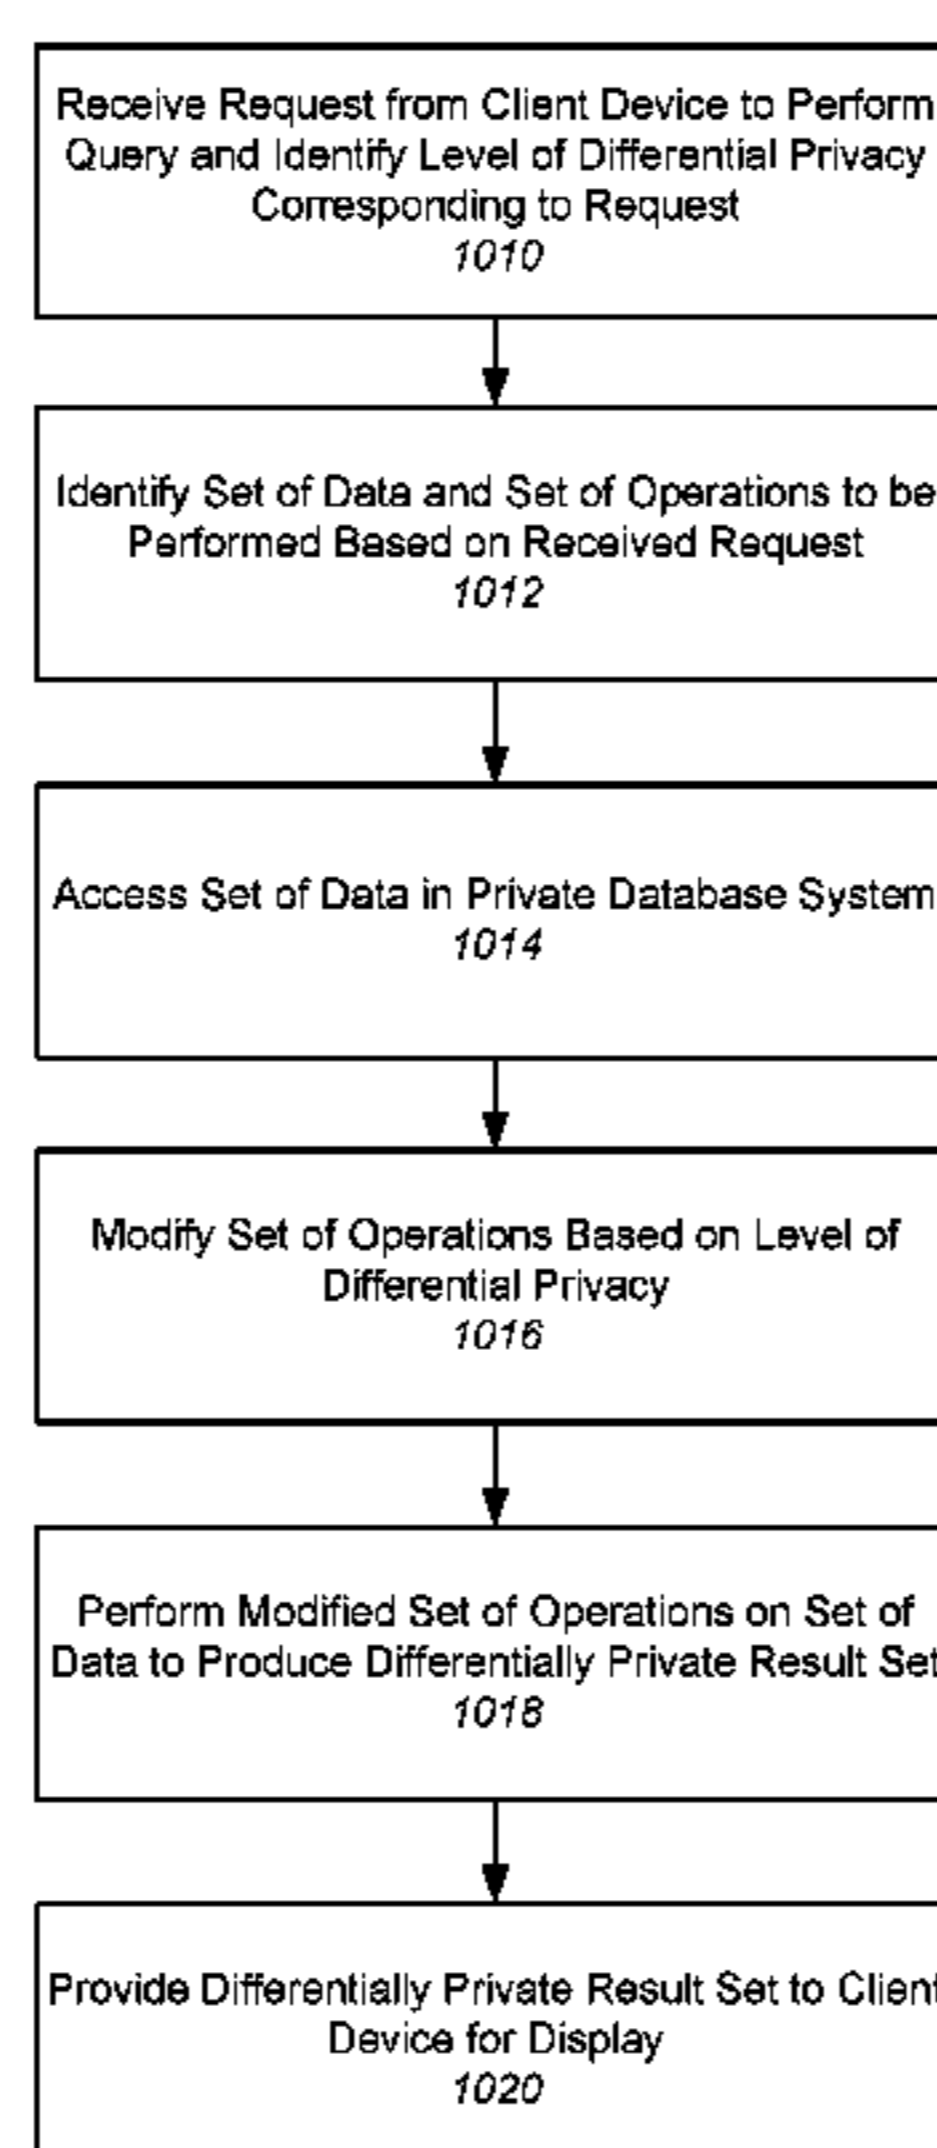 Receive Request from Client Device to Perform
Query and Identify Level of Differential Privacy
Corresponding to Request
1010
Identify Set of Data and Set of Operations to be
Performed Based on Received Request
1012
Access Set of Data in Private Database System
1014
Modify Set of Operations Based on Level of
Differential Privacy
1016
Perform Modified Set of Operations on Set of
Data to Produce Differentially Private Result Set
1018
Provide Differentially Private Result Set to Client
Device for Display
1020